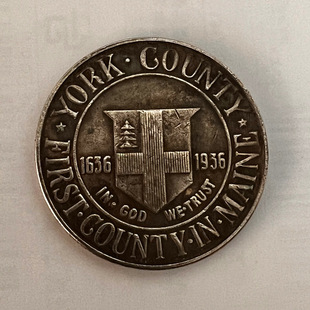 YORK · COUNTY
FIRST · COUNTY · IN · MAINE
1636 1936
IN · GOD WE · TRUST